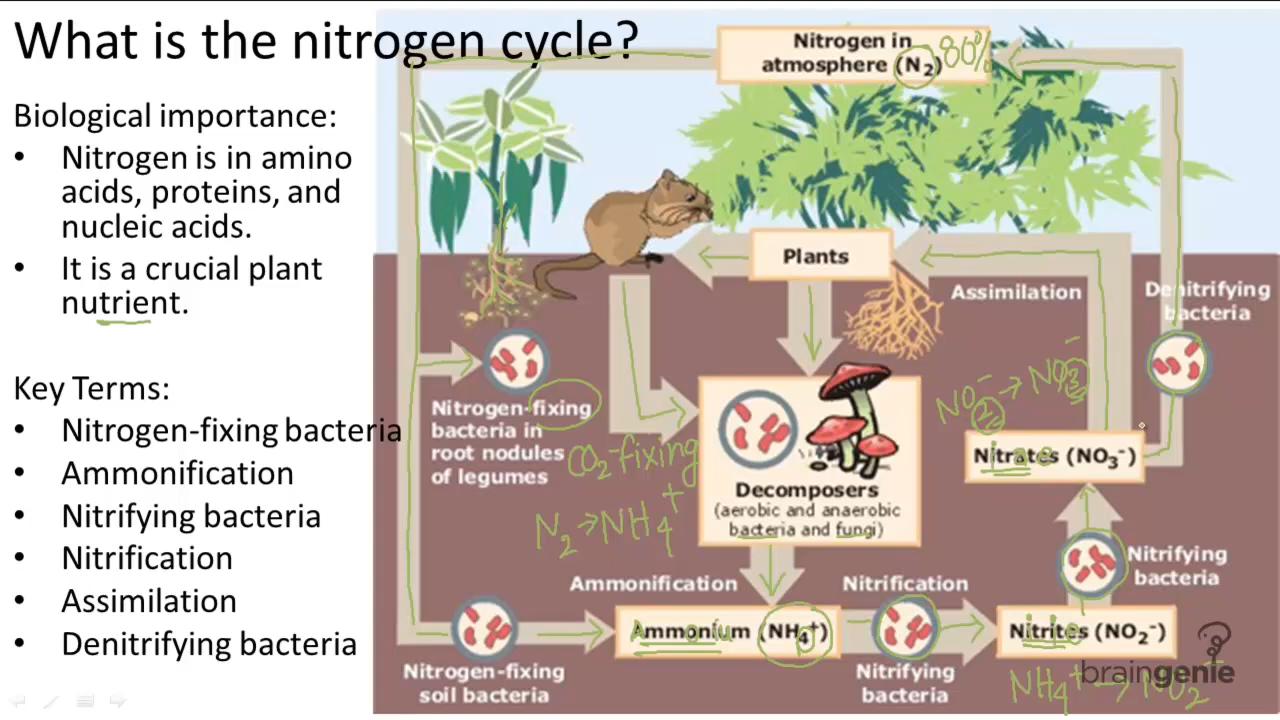 What is the nitrogen cycle?
Biological importance:
• Nitrogen is in amino
acids, proteins, and
nucleic acids.
• It is a crucial plant
nutrient.
Key Terms:
• Nitrogen-fixing bacteria
• Ammonification
• Nitrifying bacteria
• Nitrification
• Assimilation
• Denitrifying bacteria
Nitrogen in
atmosphere (N₂) 80%
Plants
Assimilation
Denitrifying
bacteria
Nitrogen-fixing
bacteria in
root nodules
of legumes
CO₂-fixing
N₂→NH₄⁺
Decomposers
(aerobic and anaerobic
bacteria and fungi)
NO₂⁻→NO₃⁻
Nitrates (NO₃⁻)
Nitrifying
bacteria
Ammonification
Nitrification
Ammonium (NH₄⁺)
Nitrites (NO₂⁻)
Nitrogen-fixing
soil bacteria
Nitrifying
bacteria
braingenie
NH₄⁺→NO₂⁺